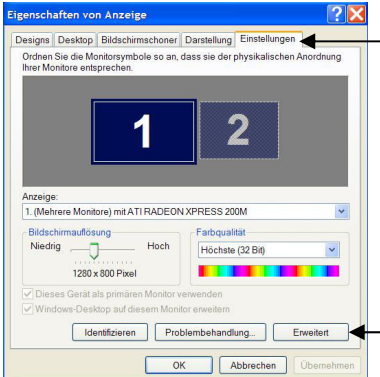 Eigenschaften von Anzeige
Designs Desktop Bildschirmschoner Darstellung Einstellungen
Ordnen Sie die Monitorsymbole so an, dass sie der physikalischen Anordnung
Ihrer Monitore entsprechen.
1 2
Anzeige:
1. (Mehrere Monitore) mit ATI RADEON XPRESS 200M
Bildschirmauflösung
Niedrig Hoch
1280 x 800 Pixel
Farbqualität
Höchste (32 Bit)
Dieses Gerät als primären Monitor verwenden
Windows-Desktop auf diesem Monitor erweitern
Identifizieren Problembehandlung... Erweitert
OK Abbrechen Übernehmen